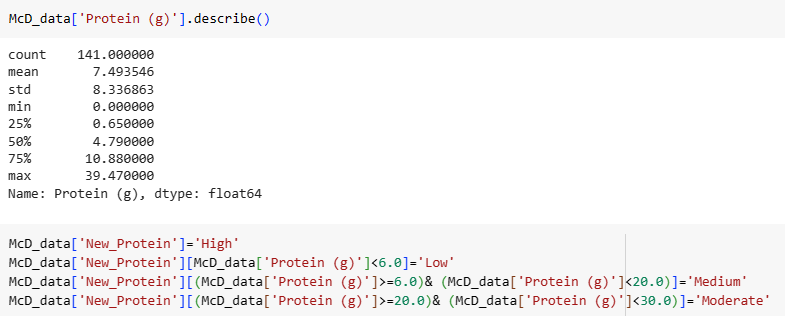 McD_data['Protein (g)'].describe()
count    141.000000
mean       7.493546
std        8.336863
min        0.000000
25%        0.650000
50%        4.790000
75%       10.880000
max       39.470000
Name: Protein (g), dtype: float64
McD_data['New_Protein']='High'
McD_data['New_Protein'][McD_data['Protein (g)']<6.0]='Low'
McD_data['New_Protein'][(McD_data['Protein (g)']>=6.0)& (McD_data['Protein (g)']<20.0)]='Medium'
McD_data['New_Protein'][(McD_data['Protein (g)']>=20.0)& (McD_data['Protein (g)']<30.0)]='Moderate'